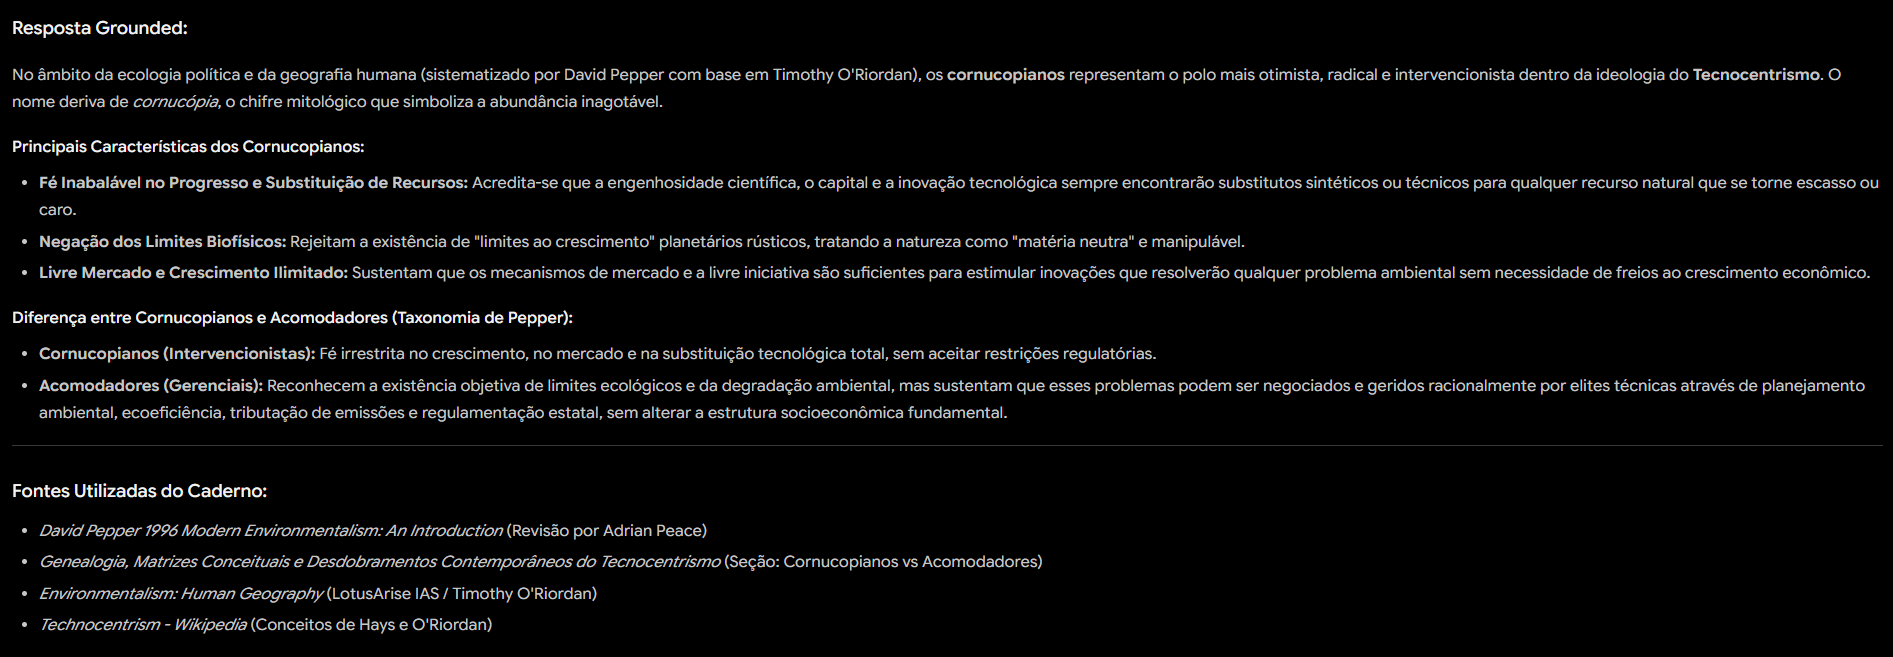 Resposta Grounded:
No âmbito da ecologia política e da geografia humana (sistematizado por David Pepper com base em Timothy O'Riordan), os cornucopianos representam o polo mais otimista, radical e intervencionista dentro da ideologia do Tecnocentrismo. O
nome deriva de cornucópia, o chifre mitológico que simboliza a abundância inagotável.
Principais Características dos Cornucopianos:
• Fé Inabalável no Progresso e Substituição de Recursos: Acredita-se que a engenhosidade científica, o capital e a inovação tecnológica sempre encontrarão substitutos sintéticos ou técnicos para qualquer recurso natural que se torne escasso ou
caro.
• Negação dos Limites Biofísicos: Rejeitam a existência de "limites ao crescimento" planetários rústicos, tratando a natureza como "matéria neutra" e manipulável.
• Livre Mercado e Crescimento Ilimitado: Sustentam que os mecanismos de mercado e a livre iniciativa são suficientes para estimular inovações que resolverão qualquer problema ambiental sem necessidade de freios ao crescimento econômico.
Diferença entre Cornucopianos e Acomodadores (Taxonomia de Pepper):
• Cornucopianos (Intervencionistas): Fé irrestrita no crescimento, no mercado e na substituição tecnológica total, sem aceitar restrições regulatórias.
• Acomodadores (Gerenciais): Reconhecem a existência objetiva de limites ecológicos e da degradação ambiental, mas sustentam que esses problemas podem ser negociados e geridos racionalmente por elites técnicas através de planejamento
ambiental, ecoeficiência, tributação de emissões e regulamentação estatal, sem alterar a estrutura socioeconômica fundamental.
Fontes Utilizadas do Caderno:
• David Pepper 1996 Modern Environmentalism: An Introduction (Revisão por Adrian Peace)
• Genealogia, Matrizes Conceituais e Desdobramentos Contemporâneos do Tecnocentrismo (Seção: Cornucopianos vs Acomodadores)
• Environmentalism: Human Geography (LotusArise IAS / Timothy O'Riordan)
• Technocentrism - Wikipedia (Conceitos de Hays e O'Riordan)